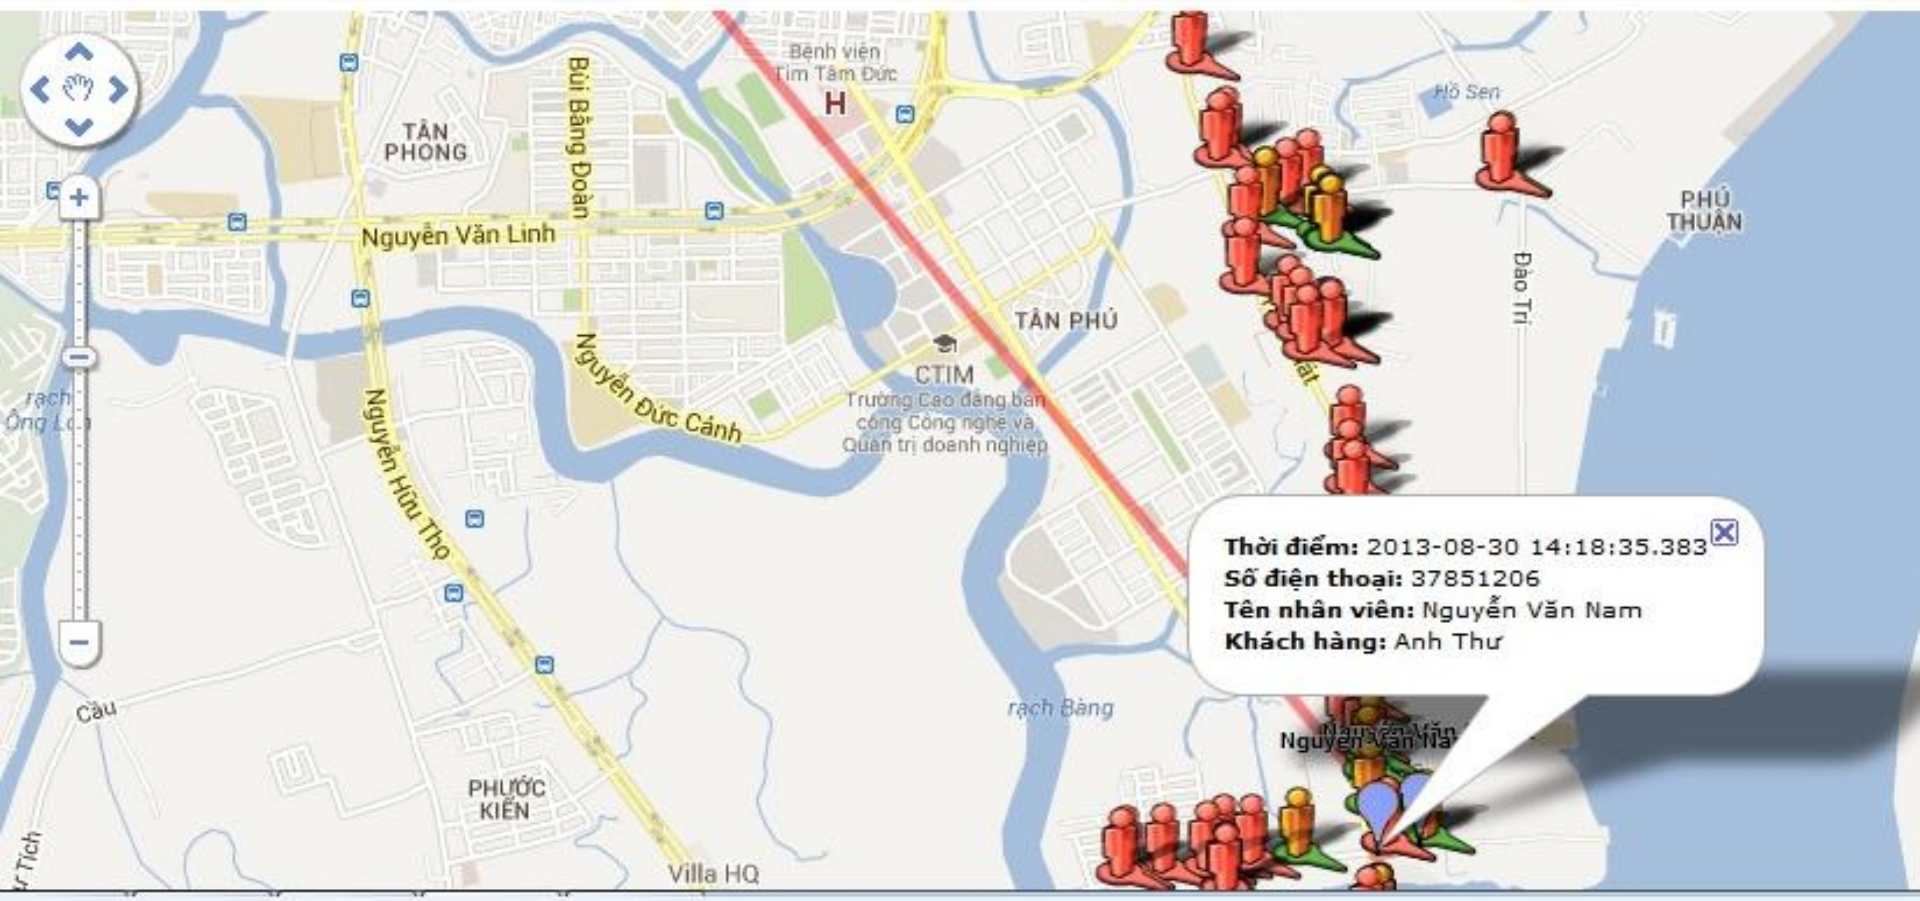 Bệnh viện
Tim Tâm Đức
H
Hồ Sen
TÂN
PHONG
Bùi Bằng Đoàn
PHÚ
THUẬN
Nguyễn Văn Linh
Đào Trí
TÂN PHÚ
Nguyễn Đức Cảnh
CTIM
Trường Cao đẳng bán
công Công nghệ và
Quản trị doanh nghiệp
rạch
Nguyễn Hữu Thọ
Thời điểm: 2013-08-30 14:18:35.383
Số điện thoại: 37851206
Tên nhân viên: Nguyễn Văn Nam
Khách hàng: Anh Thư
rạch Bàng
Cầu
Nguyễn Văn
PHƯỚC
KIỂN
Villa HQ